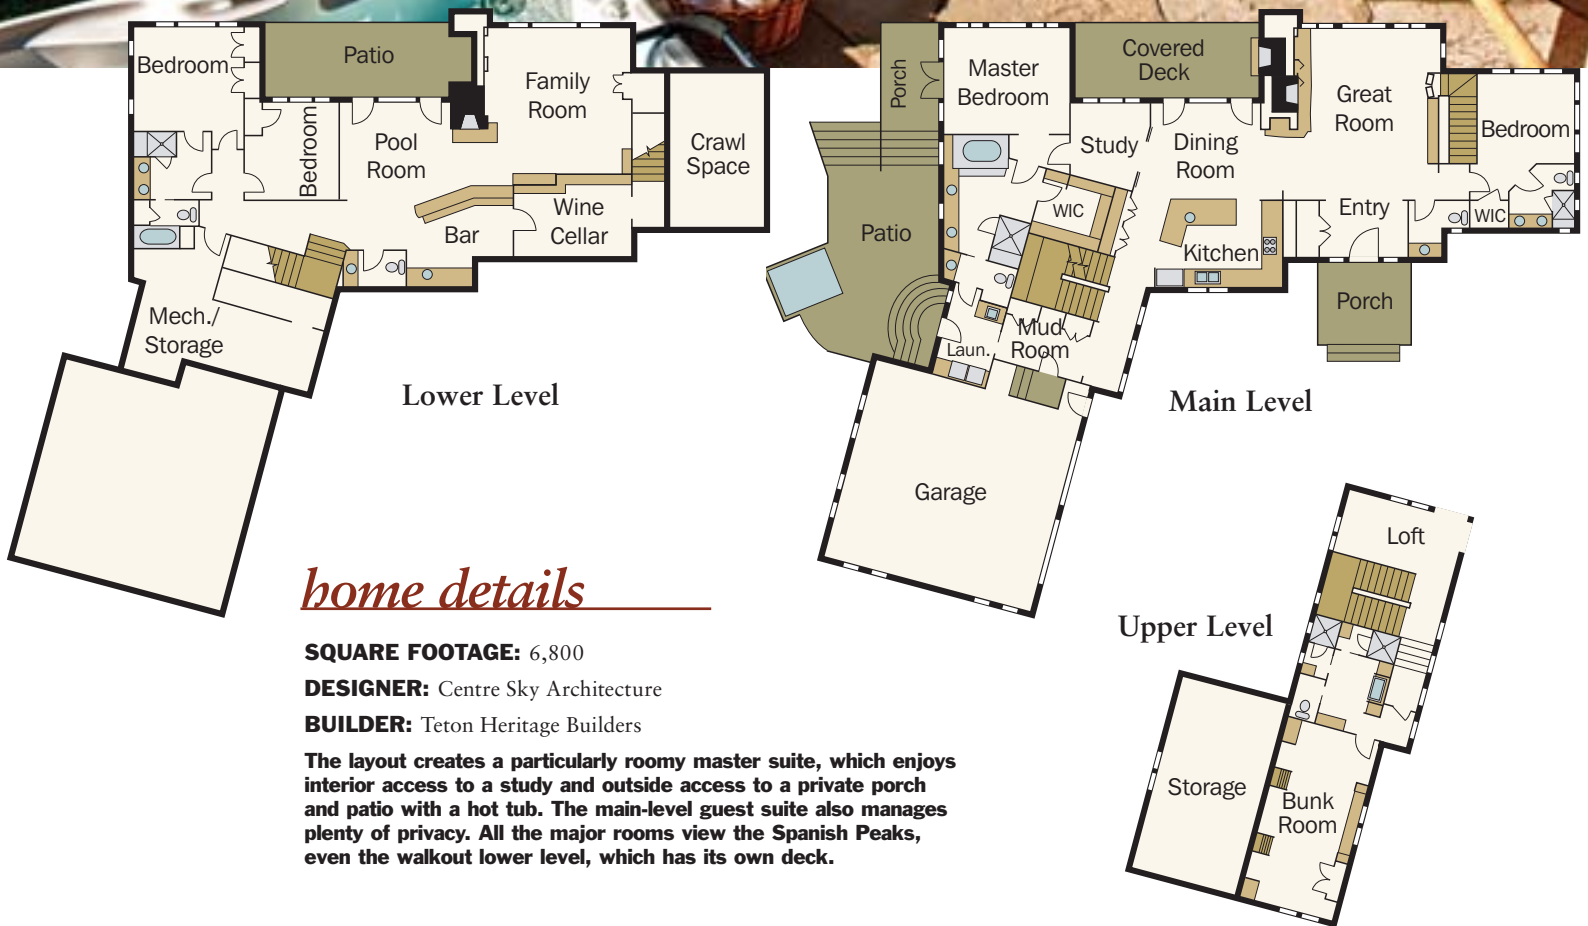 Bedroom
Patio
Family
Room
Bedroom
Pool
Room
Crawl
Space
Wine
Cellar
Bar
Mech./
Storage
Lower Level
Porch
Master
Bedroom
Covered
Deck
Great
Room
Bedroom
Study
Dining
Room
WIC
Entry
WIC
Patio
Kitchen
Porch
Mud
Room
Laun.
Main Level
Garage
Loft
Upper Level
Storage
Bunk
Room
home details
SQUARE FOOTAGE: 6,800
DESIGNER: Centre Sky Architecture
BUILDER: Teton Heritage Builders
The layout creates a particularly roomy master suite, which enjoys
interior access to a study and outside access to a private porch
and patio with a hot tub. The main-level guest suite also manages
plenty of privacy. All the major rooms view the Spanish Peaks,
even the walkout lower level, which has its own deck.